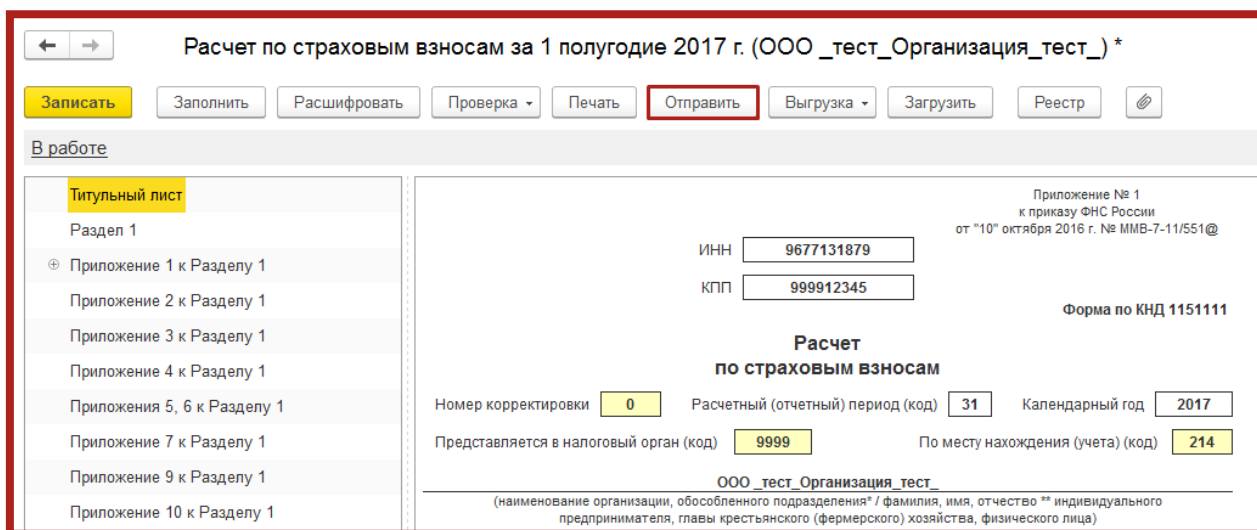 Расчет по страховым взносам за 1 полугодие 2017 г. (ООО _тест_Организация_тест_) *
Записать Заполнить Расшифровать Проверка Печать Отправить Выгрузка Загрузить Реестр
В работе
Титульный лист
Раздел 1
Приложение 1 к Разделу 1
Приложение 2 к Разделу 1
Приложение 3 к Разделу 1
Приложение 4 к Разделу 1
Приложения 5, 6 к Разделу 1
Приложение 7 к Разделу 1
Приложение 9 к Разделу 1
Приложение 10 к Разделу 1
Приложение № 1
к приказу ФНС России
от "10" октября 2016 г. № ММВ-7-11/551@
ИНН 9677131879
КПП 999912345
Форма по КНД 1151111
Расчет
по страховым взносам
Номер корректировки 0 Расчетный (отчетный) период (код) 31 Календарный год 2017
Представляется в налоговый орган (код) 9999 По месту нахождения (учета) (код) 214
ООО _тест_Организация_тест_
(наименование организации, обособленного подразделения* / фамилия, имя, отчество ** индивидуального
предпринимателя, главы крестьянского (фермерского) хозяйства, физического лица)